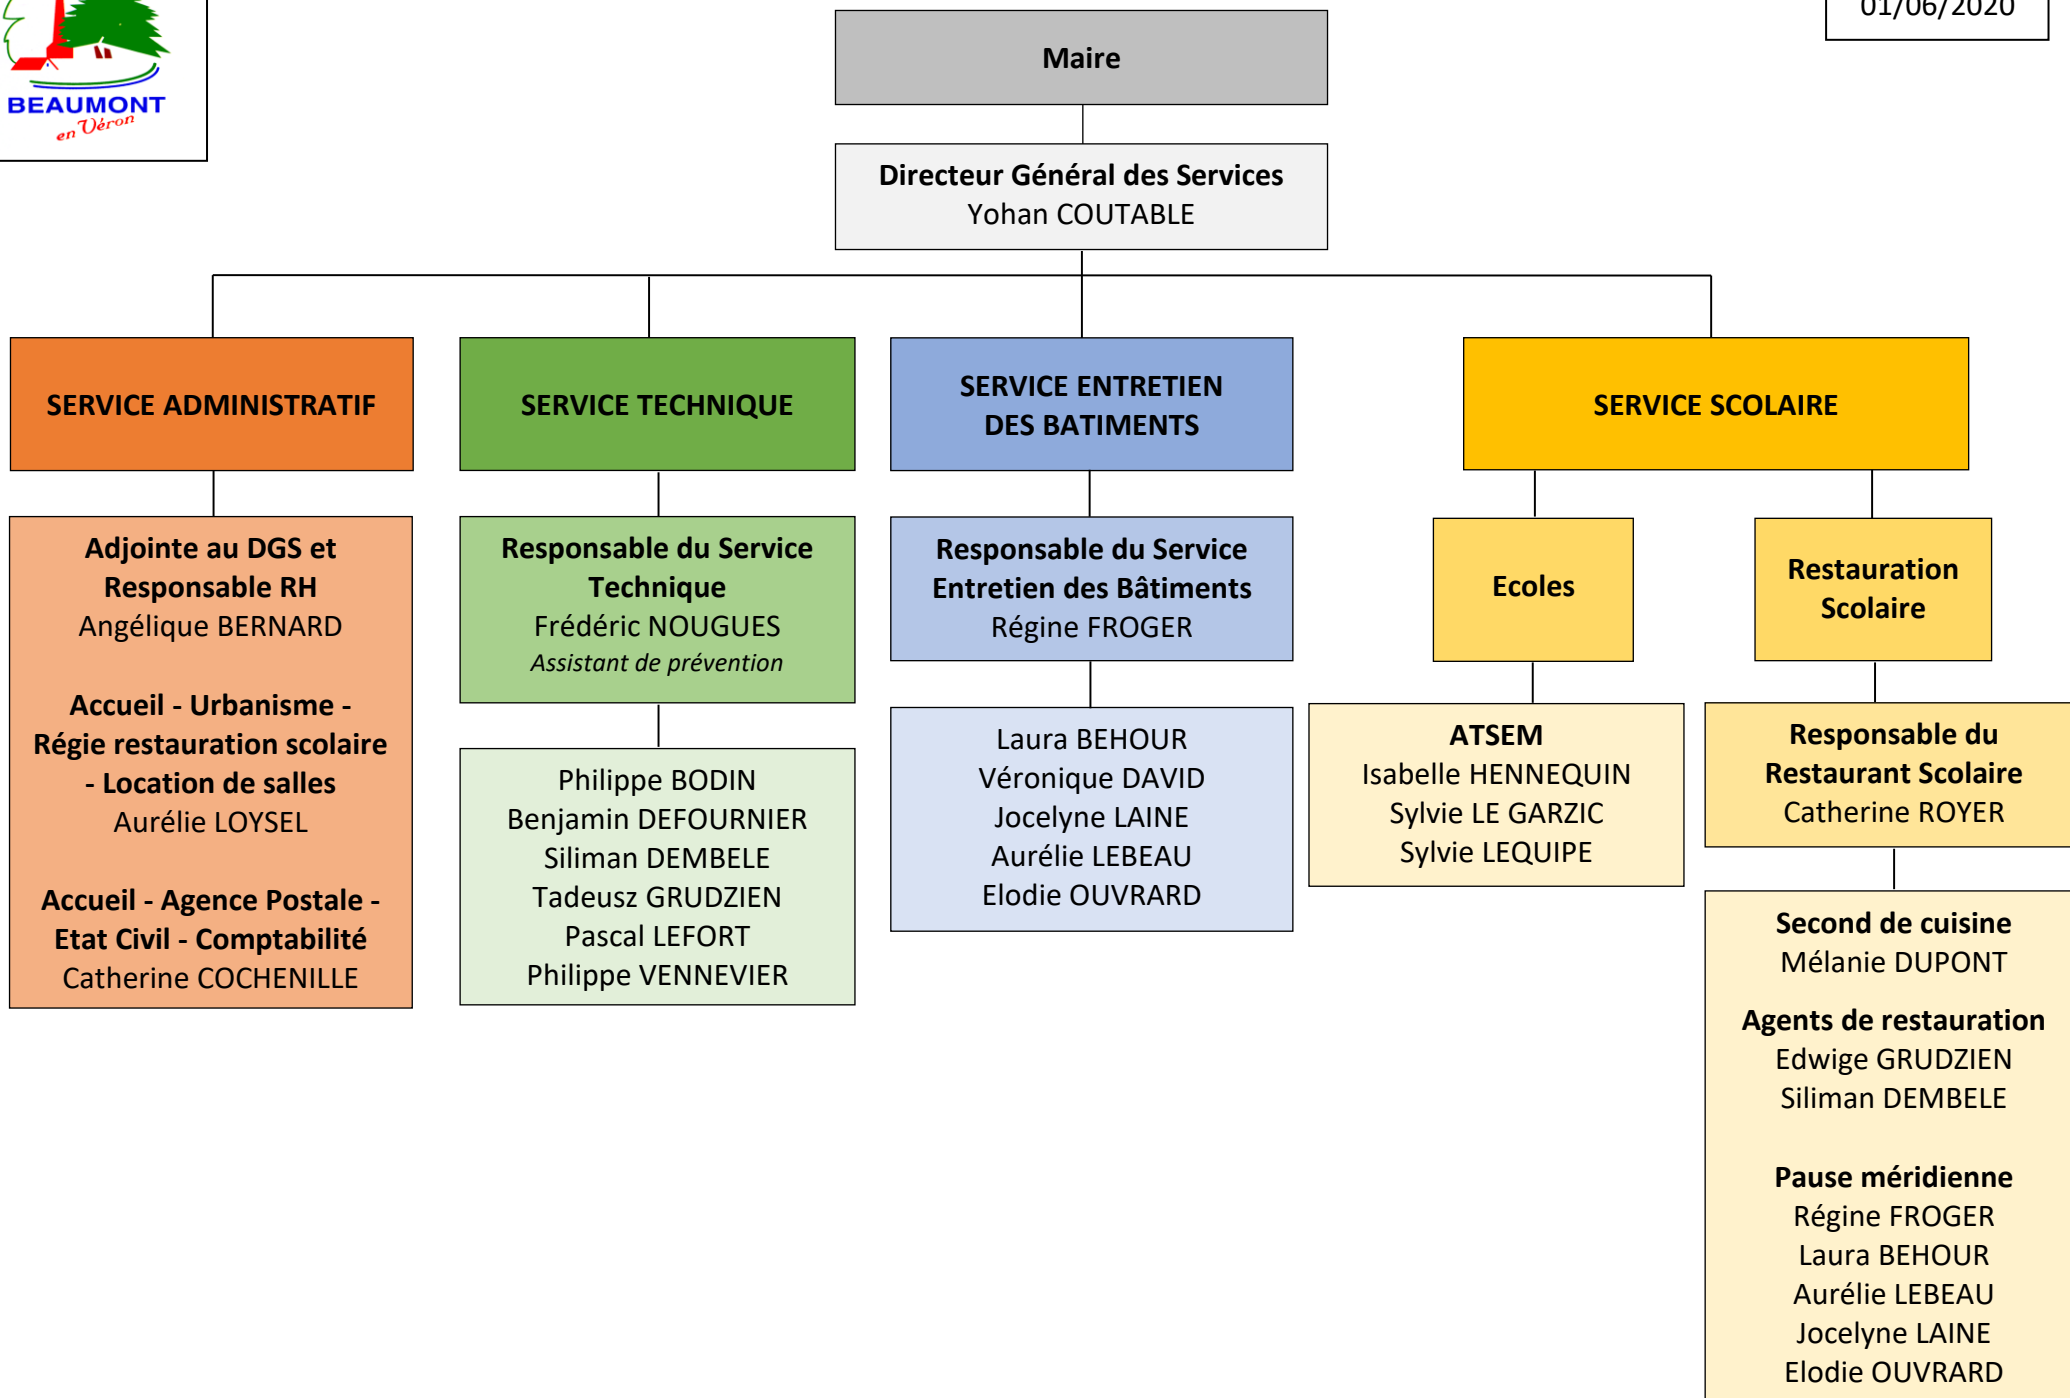 BEAUMONT
en Véron
01/06/2020
Maire
Directeur Général des Services
Yohan COUTABLE
SERVICE ADMINISTRATIF
Adjointe au DGS et
Responsable RH
Angélique BERNARD
Accueil - Urbanisme -
Régie restauration scolaire
- Location de salles
Aurélie LOYSEL
Accueil - Agence Postale -
Etat Civil - Comptabilité
Catherine COCHENILLE
SERVICE TECHNIQUE
Responsable du Service
Technique
Frédéric NOUGUES
Assistant de prévention
Philippe BODIN
Benjamin DEFOURNIER
Siliman DEMBELE
Tadeusz GRUDZIEN
Pascal LEFORT
Philippe VENNEVIER
SERVICE ENTRETIEN
DES BATIMENTS
Responsable du Service
Entretien des Bâtiments
Régine FROGER
Laura BEHOUR
Véronique DAVID
Jocelyne LAINE
Aurélie LEBEAU
Elodie OUVRARD
SERVICE SCOLAIRE
Ecoles
ATSEM
Isabelle HENNEQUIN
Sylvie LE GARZIC
Sylvie LEQUIPE
Restauration
Scolaire
Responsable du
Restaurant Scolaire
Catherine ROYER
Second de cuisine
Mélanie DUPONT
Agents de restauration
Edwige GRUDZIEN
Siliman DEMBELE
Pause méridienne
Régine FROGER
Laura BEHOUR
Aurélie LEBEAU
Jocelyne LAINE
Elodie OUVRARD